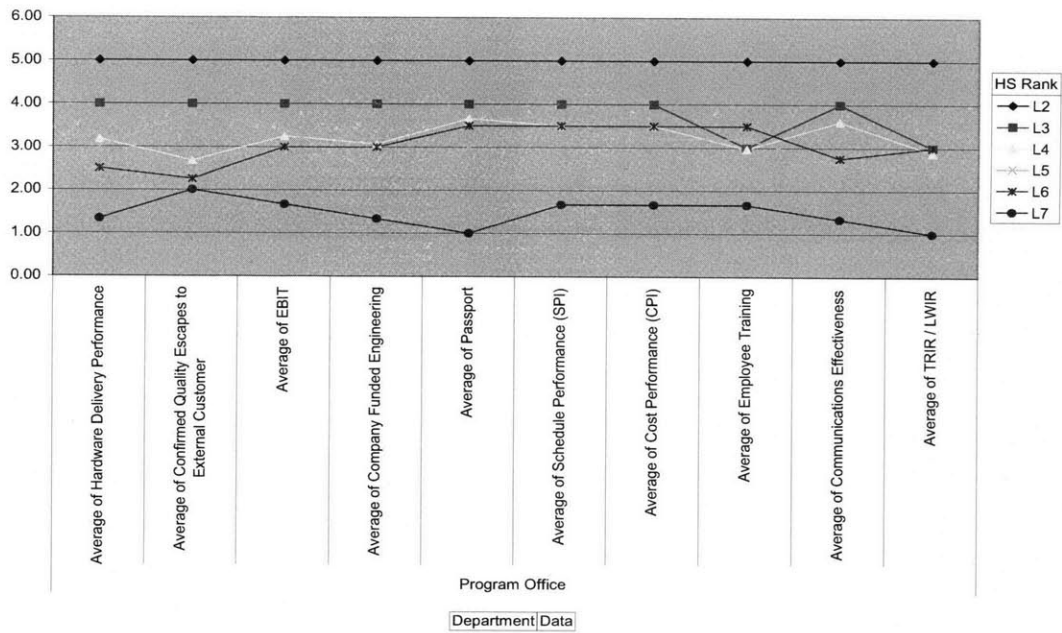 6.00
5.00
4.00
3.00
2.00
1.00
0.00
HS Rank
L2
L3
L4
L5
L6
L7
Average of Hardware Delivery Performance
Average of Confirmed Quality Escapes to
External Customer
Average of EBIT
Average of Company Funded Engineering
Average of Passport
Average of Schedule Performance (SPI)
Average of Cost Performance (CPI)
Average of Employee Training
Average of Communications Effectiveness
Average of TRIR / LWIR
Program Office
Department Data